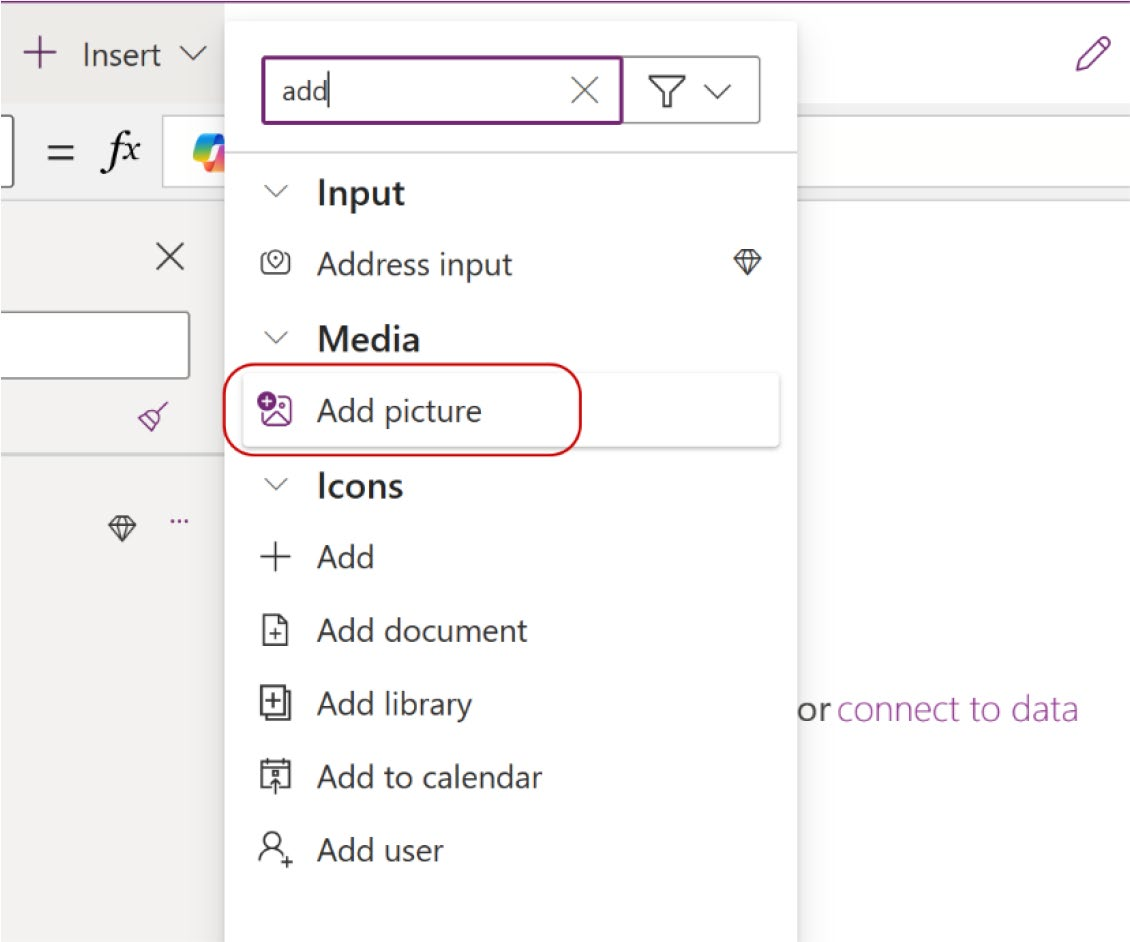 Insert
add
= fx
Input
Address input
Media
Add picture
Icons
Add
Add document
Add library
or connect to data
Add to calendar
Add user